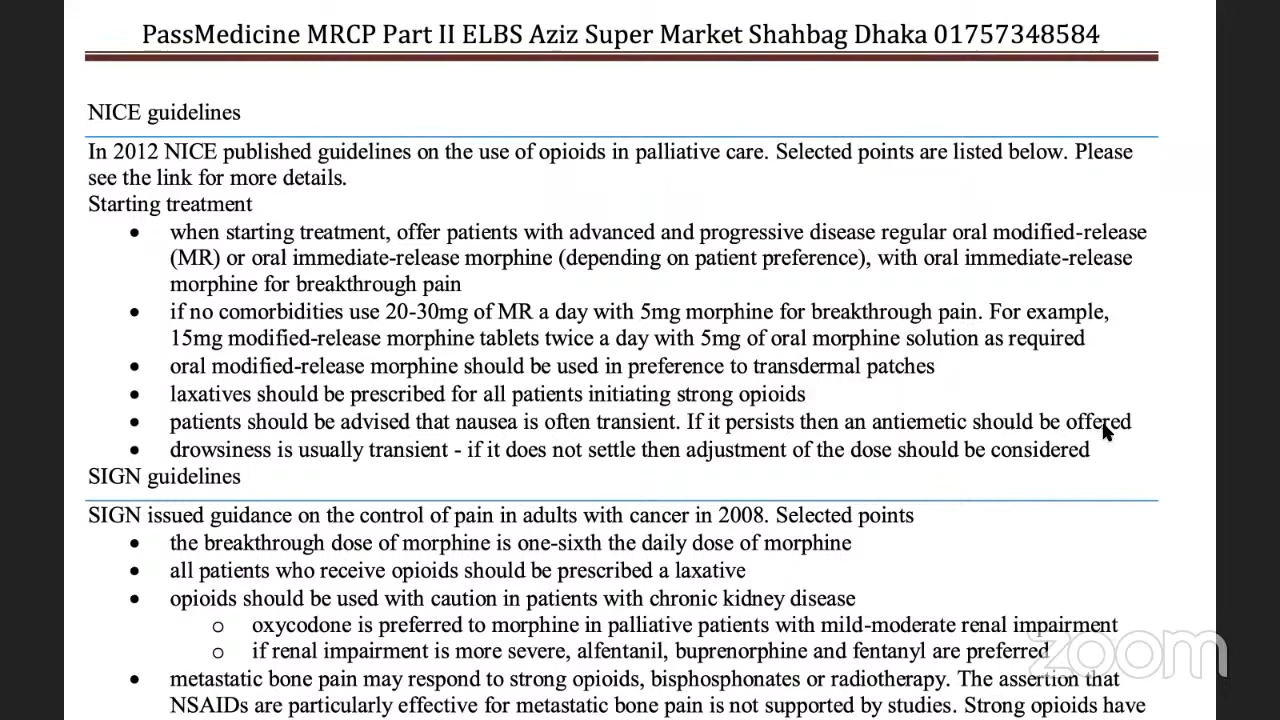 PassMedicine MRCP Part II ELBS Aziz Super Market Shahbag Dhaka 01757348584
NICE guidelines
In 2012 NICE published guidelines on the use of opioids in palliative care. Selected points are listed below. Please
see the link for more details.
Starting treatment
• when starting treatment, offer patients with advanced and progressive disease regular oral modified-release
(MR) or oral immediate-release morphine (depending on patient preference), with oral immediate-release
morphine for breakthrough pain
• if no comorbidities use 20-30mg of MR a day with 5mg morphine for breakthrough pain. For example,
15mg modified-release morphine tablets twice a day with 5mg of oral morphine solution as required
• oral modified-release morphine should be used in preference to transdermal patches
• laxatives should be prescribed for all patients initiating strong opioids
• patients should be advised that nausea is often transient. If it persists then an antiemetic should be offered
• drowsiness is usually transient - if it does not settle then adjustment of the dose should be considered
SIGN guidelines
SIGN issued guidance on the control of pain in adults with cancer in 2008. Selected points
• the breakthrough dose of morphine is one-sixth the daily dose of morphine
• all patients who receive opioids should be prescribed a laxative
• opioids should be used with caution in patients with chronic kidney disease
o oxycodone is preferred to morphine in palliative patients with mild-moderate renal impairment
o if renal impairment is more severe, alfentanil, buprenorphine and fentanyl are preferred
• metastatic bone pain may respond to strong opioids, bisphosphonates or radiotherapy. The assertion that
NSAIDs are particularly effective for metastatic bone pain is not supported by studies. Strong opioids have
zoom